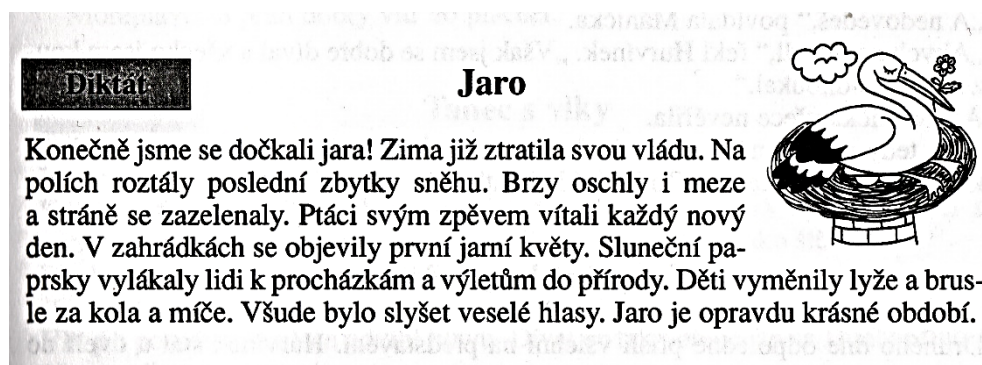 Diktát
Jaro
Konečně jsme se dočkali jara! Zima již ztratila svou vládu. Na
polích roztály poslední zbytky sněhu. Brzy oschly i meze
a stráně se zazelenaly. Ptáci svým zpěvem vítali každý nový
den. V zahrádkách se objevily první jarní květy. Sluneční pa-
prsky vylákaly lidi k procházkám a výletům do přírody. Děti vyměnily lyže a brus-
le za kola a míče. Všude bylo slyšet veselé hlasy. Jaro je opravdu krásné období.